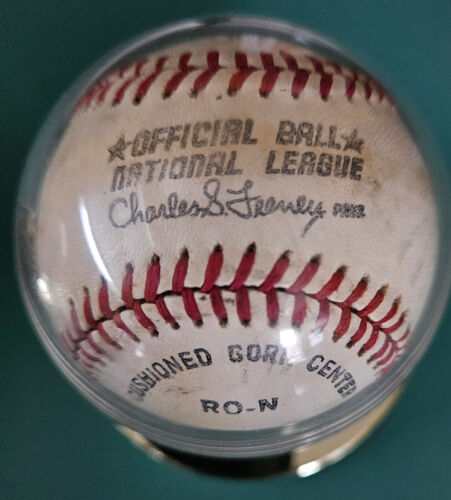 ★OFFICIAL BALL★
NATIONAL LEAGUE
Charles S. Feeney PRES
CUSHIONED CORK CENTER
RO-N